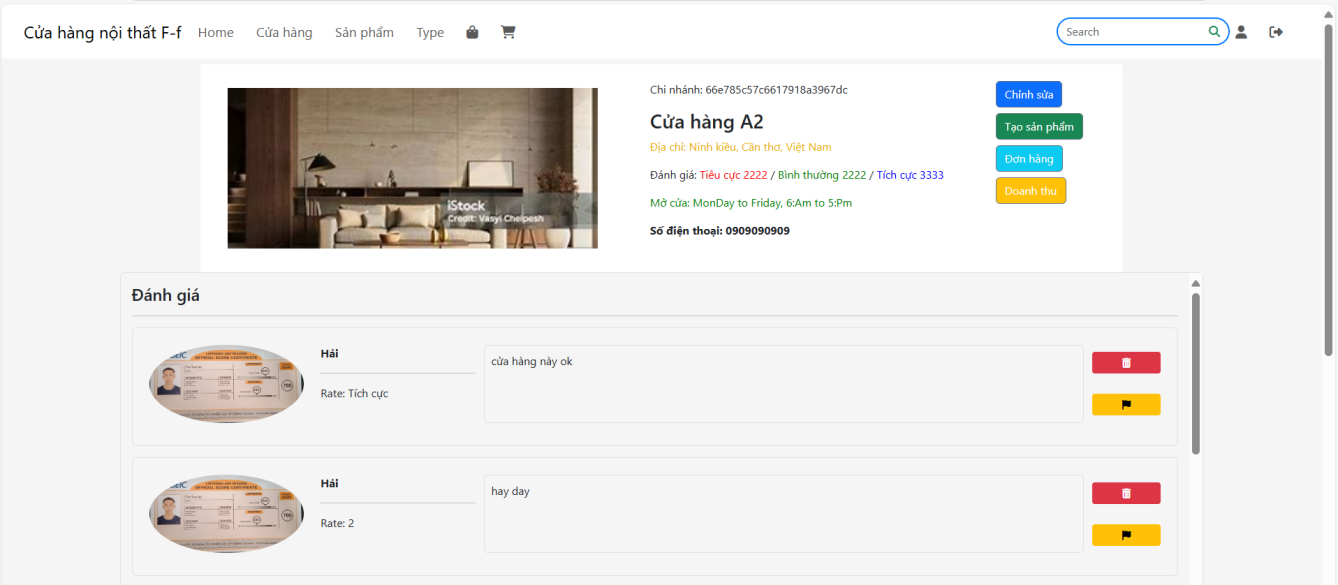 Cửa hàng nội thất F-f Home Cửa hàng Sản phẩm Type Search
Chi nhánh: 66e785c57c6617918a3967dc
Cửa hàng A2
Địa chỉ: Ninh kiều, Cần thơ, Việt Nam
Đánh giá: Tiêu cực 2222 / Bình thường 2222 / Tích cực 3333
Mở cửa: MonDay to Friday, 6:Am to 5:Pm
Số điện thoại: 0909090909
Chỉnh sửa
Tạo sản phẩm
Đơn hàng
Doanh thu
iStock
Credit: Vasyl Cheipesh
Đánh giá
Hải
Rate: Tích cực
cửa hàng này ok
Hải
Rate: 2
hay day